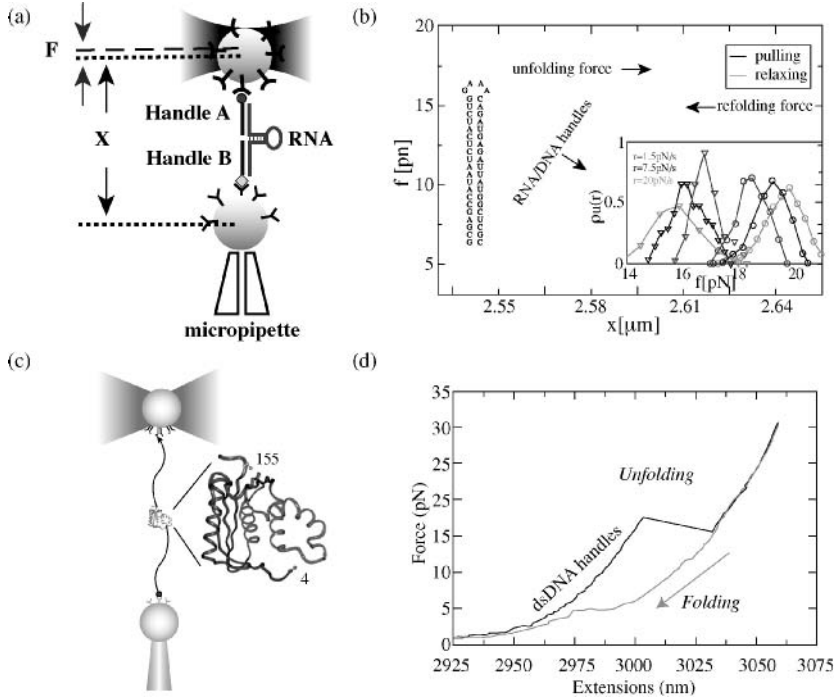 (a)
F
X
Handle A
Handle B
RNA
micropipette
(b)
20
15
10
5
f [pn]
2.55
2.58
2.61
2.64
x[μm]
pulling
relaxing
unfolding force
refolding force
RNA/DNA handles
r=1.5pN/s
r=7.5pN/s
r=20pN/s
1
0.5
0
ρu(r)
14
16
18
20
f[pN]
(c)
155
4
(d)
35
30
25
20
15
10
5
0
Force (pN)
Unfolding
dsDNA handles
Folding
2925
2950
2975
3000
3025
3050
3075
Extensions (nm)